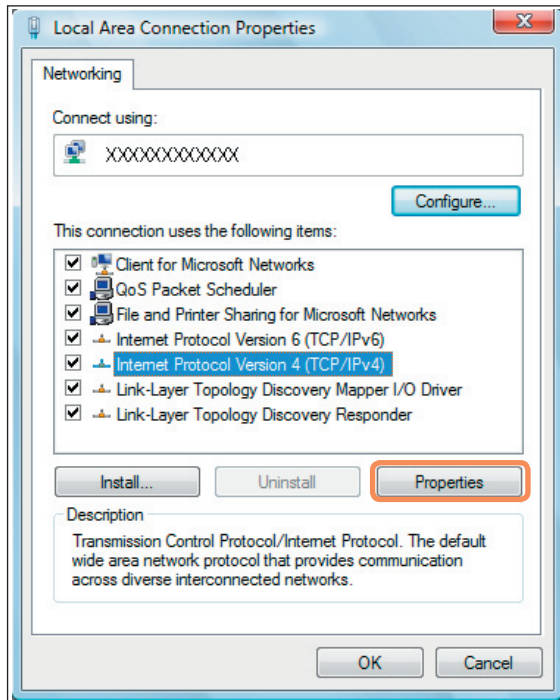 Local Area Connection Properties
Networking
Connect using:
XXXXXXXXXXXX
Configure...
This connection uses the following items:
Client for Microsoft Networks
QoS Packet Scheduler
File and Printer Sharing for Microsoft Networks
Internet Protocol Version 6 (TCP/IPv6)
Internet Protocol Version 4 (TCP/IPv4)
Link-Layer Topology Discovery Mapper I/O Driver
Link-Layer Topology Discovery Responder
Install... Uninstall Properties
Description
Transmission Control Protocol/Internet Protocol. The default
wide area network protocol that provides communication
across diverse interconnected networks.
OK Cancel